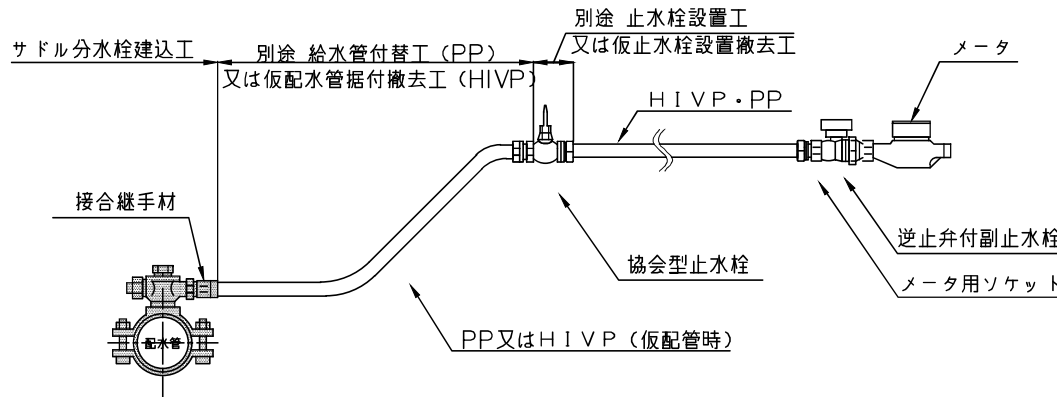 サドル分水栓建込工
別途 給水管付替工（PP）
又は仮配水管据付撤去工（HIVP）
別途 止水栓設置工
又は仮止水栓設置撤去工
メータ
ＨＩＶＰ・ＰＰ
接合継手材
逆止弁付副止水栓
協会型止水栓
メータ用ソケット
PP又はＨＩＶＰ（仮配管時）
配水管